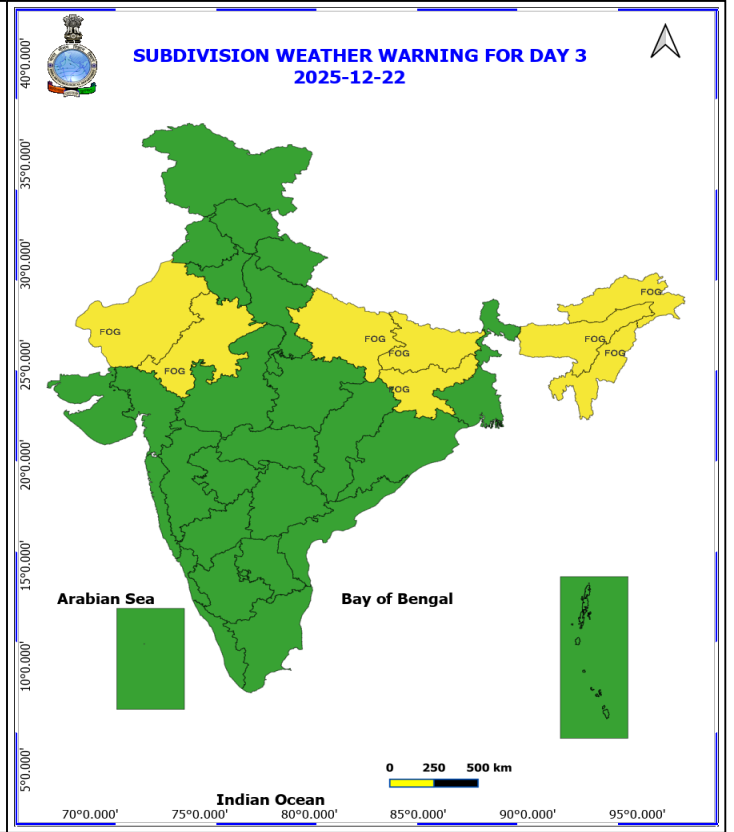 SUBDIVISION WEATHER WARNING FOR DAY 3
2025-12-22
40°0.000'
35°0.000'
30°0.000'
25°0.000'
20°0.000'
15°0.000'
10°0.000'
5°0.000'
FOG
FOG
FOG
FOG
FOG
FOG
FOG
FOG
Arabian Sea
Bay of Bengal
0 250 500 km
Indian Ocean
70°0.000' 75°0.000' 80°0.000' 85°0.000' 90°0.000' 95°0.000'